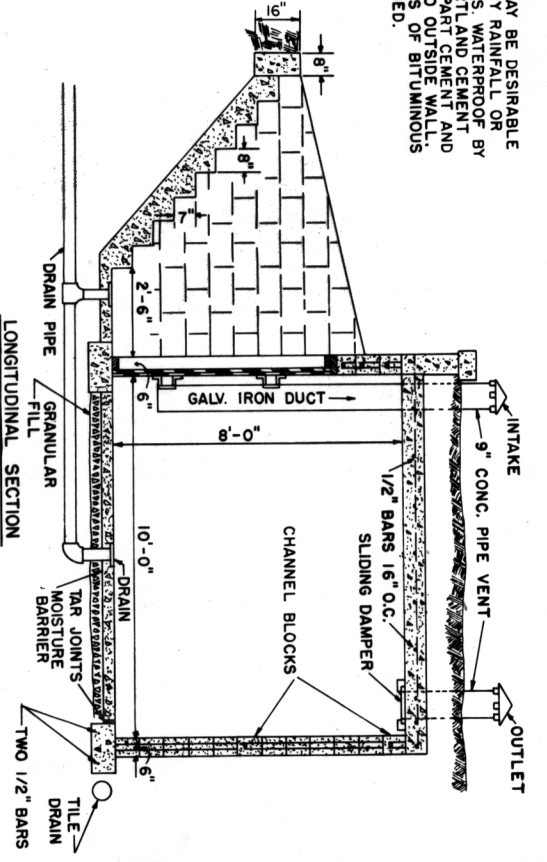 AY BE DESIRABLE
Y RAINFALL OR
S. WATERPROOF BY
TLAND CEMENT
PART CEMENT AND
O OUTSIDE WALL.
S OF BITUMINOUS
ED.
16"
8"
8"
7"
2'-6"
6"
INTAKE
9" CONC. PIPE VENT
OUTLET
GALV. IRON DUCT
8'-0"
1/2" BARS 16" O.C.
SLIDING DAMPER
CHANNEL BLOCKS
10'-0"
6"
DRAIN PIPE
GRANULAR
FILL
DRAIN
TAR JOINTS
MOISTURE
BARRIER
TWO 1/2" BARS
TILE
DRAIN
LONGITUDINAL SECTION